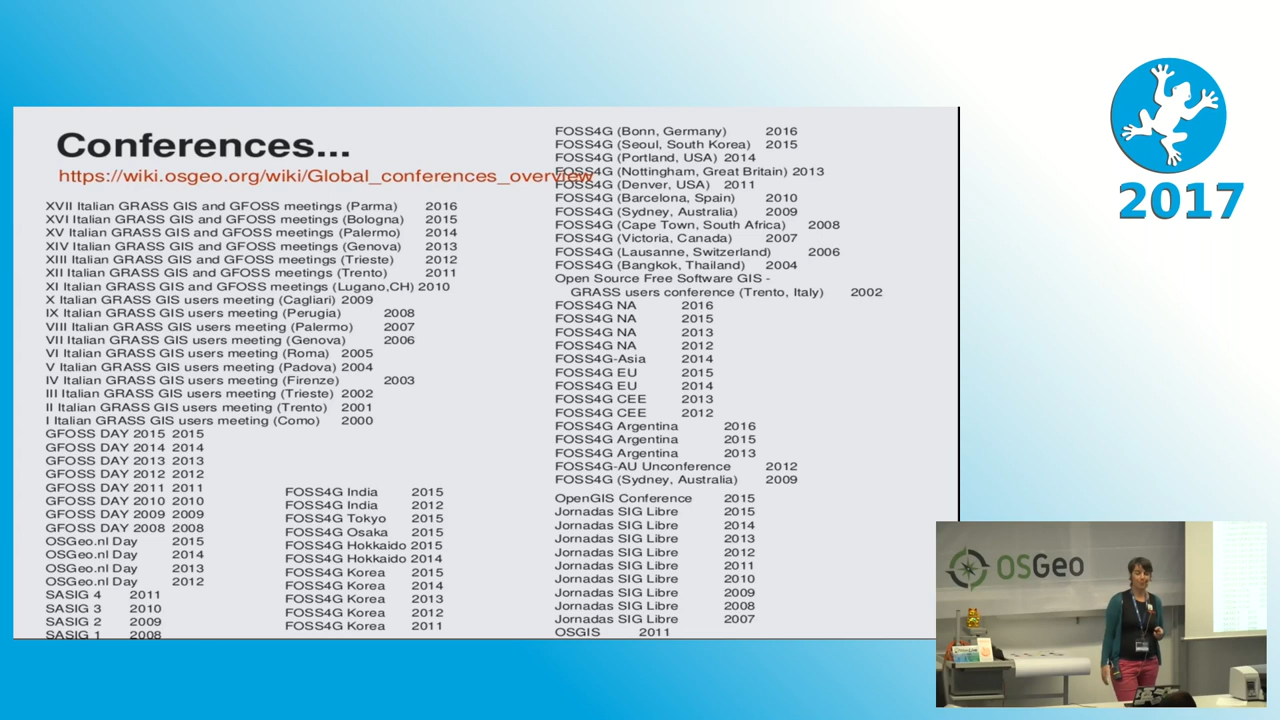 Conferences...
https://wiki.osgeo.org/wiki/Global_conferences_overview
XVII Italian GRASS GIS and GFOSS meetings (Parma) 2016
XVI Italian GRASS GIS and GFOSS meetings (Bologna) 2015
XV Italian GRASS GIS and GFOSS meetings (Palermo) 2014
XIV Italian GRASS GIS and GFOSS meetings (Genova) 2013
XIII Italian GRASS GIS and GFOSS meetings (Trieste) 2012
XII Italian GRASS GIS and GFOSS meetings (Trento) 2011
XI Italian GRASS GIS and GFOSS meetings (Lugano,CH) 2010
X Italian GRASS GIS users meeting (Cagliari) 2009
IX Italian GRASS GIS users meeting (Perugia) 2008
VIII Italian GRASS GIS users meeting (Palermo) 2007
VII Italian GRASS GIS users meeting (Genova) 2006
VI Italian GRASS GIS users meeting (Roma) 2005
V Italian GRASS GIS users meeting (Padova) 2004
IV Italian GRASS GIS users meeting (Firenze) 2003
III Italian GRASS GIS users meeting (Trieste) 2002
II Italian GRASS GIS users meeting (Trento) 2001
I Italian GRASS GIS users meeting (Como) 2000
GFOSS DAY 2015 2015
GFOSS DAY 2014 2014
GFOSS DAY 2013 2013
GFOSS DAY 2012 2012
GFOSS DAY 2011 2011
GFOSS DAY 2010 2010
GFOSS DAY 2009 2009
GFOSS DAY 2008 2008
OSGeo.nl Day 2015
OSGeo.nl Day 2014
OSGeo.nl Day 2013
OSGeo.nl Day 2012
SASIG 4 2011
SASIG 3 2010
SASIG 2 2009
SASIG 1 2008
FOSS4G India 2015
FOSS4G India 2012
FOSS4G Tokyo 2015
FOSS4G Osaka 2015
FOSS4G Hokkaido 2015
FOSS4G Hokkaido 2014
FOSS4G Korea 2015
FOSS4G Korea 2014
FOSS4G Korea 2013
FOSS4G Korea 2012
FOSS4G Korea 2011
FOSS4G (Bonn, Germany) 2016
FOSS4G (Seoul, South Korea) 2015
FOSS4G (Portland, USA) 2014
FOSS4G (Nottingham, Great Britain) 2013
FOSS4G (Denver, USA) 2011
FOSS4G (Barcelona, Spain) 2010
FOSS4G (Sydney, Australia) 2009
FOSS4G (Cape Town, South Africa) 2008
FOSS4G (Victoria, Canada) 2007
FOSS4G (Lausanne, Switzerland) 2006
FOSS4G (Bangkok, Thailand) 2004
Open Source Free Software GIS -
GRASS users conference (Trento, Italy) 2002
FOSS4G NA 2016
FOSS4G NA 2015
FOSS4G NA 2013
FOSS4G NA 2012
FOSS4G-Asia 2014
FOSS4G EU 2015
FOSS4G EU 2014
FOSS4G CEE 2013
FOSS4G CEE 2012
FOSS4G Argentina 2016
FOSS4G Argentina 2015
FOSS4G Argentina 2013
FOSS4G-AU Unconference 2012
FOSS4G (Sydney, Australia) 2009
OpenGIS Conference 2015
Jornadas SIG Libre 2015
Jornadas SIG Libre 2014
Jornadas SIG Libre 2013
Jornadas SIG Libre 2012
Jornadas SIG Libre 2011
Jornadas SIG Libre 2010
Jornadas SIG Libre 2009
Jornadas SIG Libre 2008
Jornadas SIG Libre 2007
OSGIS 2011
2017
OSGeo